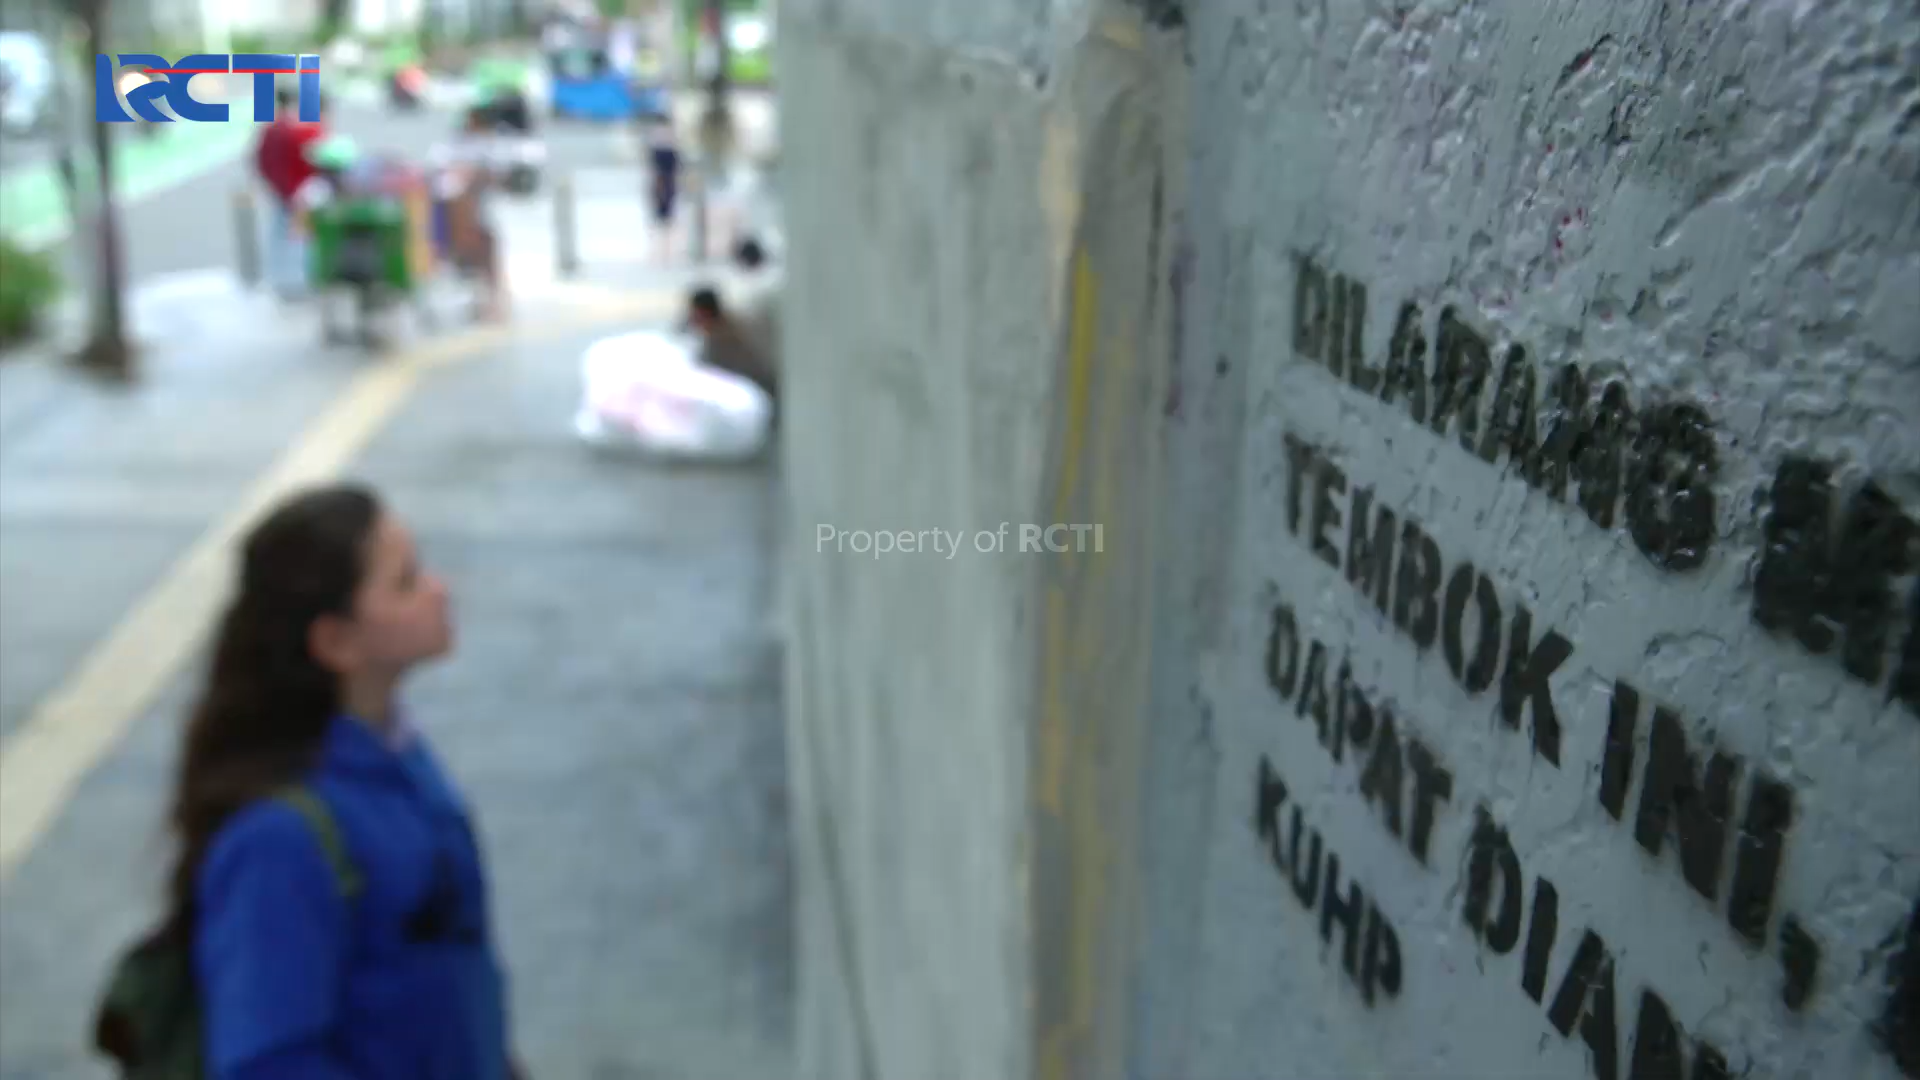 RCTI
Property of RCTI
DILARANG
TEMBOK INI,
DAPAT
KUHP